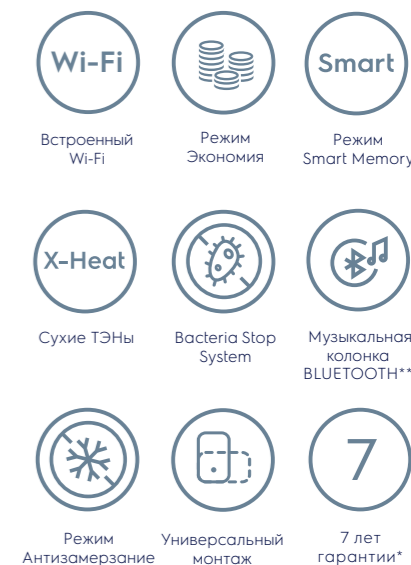 Wi-Fi
Smart
Встроенный
Wi-Fi
Режим
Экономия
Режим
Smart Memory
X-Heat
Сухие ТЭНы
Bacteria Stop
System
Музыкальная
колонка
BLUETOOTH**
7
Режим
Антизамерзание
Универсальный
монтаж
7 лет
гарантии*